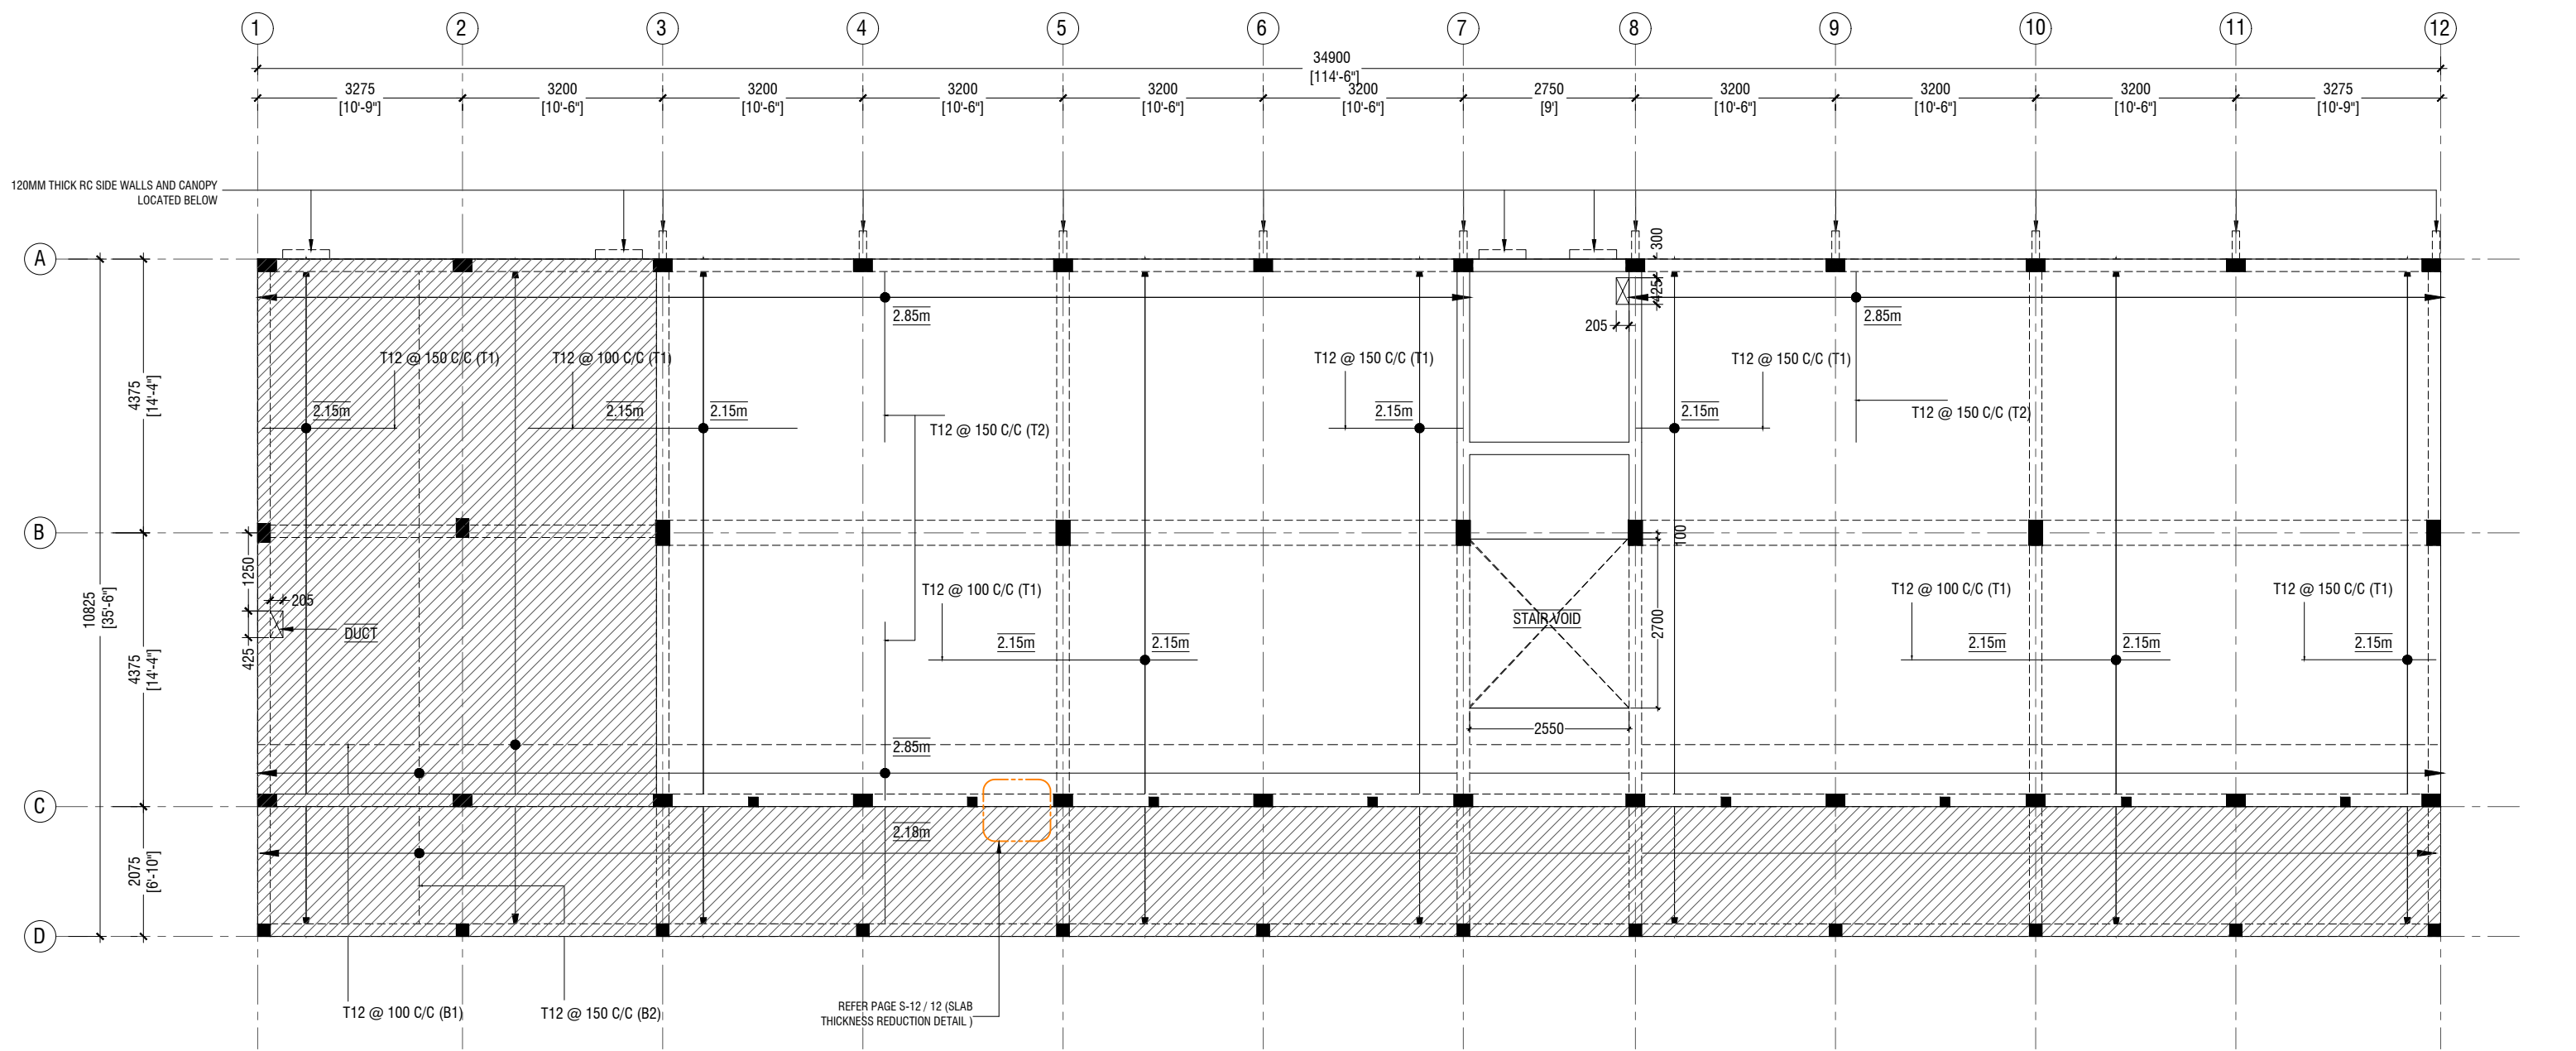 1 2 3 4 5 6 7 8 9 10 11 12
34900
[114'-6"]
3275 3200 3200 3200 3200 3200 2750 3200 3200 3200 3275
[10'-9"] [10'-6"] [10'-6"] [10'-6"] [10'-6"] [10'-6"] [9'] [10'-6"] [10'-6"] [10'-6"] [10'-9"]
120MM THICK RC SIDE WALLS AND CANOPY
LOCATED BELOW
A
300
425
205
2.85m 2.85m
T12 @ 150 C/C (T1) T12 @ 100 C/C (T1) T12 @ 150 C/C (T1) T12 @ 150 C/C (T1)
4375
[14'-4"]
2.15m 2.15m 2.15m 2.15m 2.15m
T12 @ 150 C/C (T2) T12 @ 150 C/C (T2)
B
100
1250
205
425
DUCT
10825
[35'-6"]
4375
[14'-4"]
T12 @ 100 C/C (T1) T12 @ 100 C/C (T1) T12 @ 150 C/C (T1)
STAIR VOID
2700
2.15m 2.15m 2.15m 2.15m 2.15m
2550
2.85m
C
2.18m
2075
[6'-10"]
D
T12 @ 100 C/C (B1) T12 @ 150 C/C (B2)
REFER PAGE S-12 / 12 (SLAB
THICKNESS REDUCTION DETAIL )